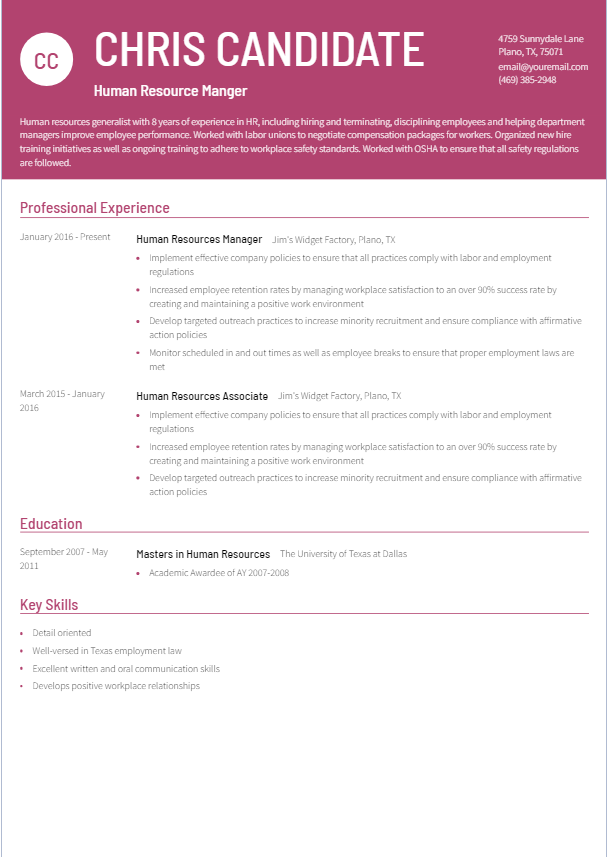 CC
CHRIS CANDIDATE
Human Resource Manger
4759 Sunnydale Lane
Plano, TX, 75071
email@youremail.com
(469) 385-2948
Human resources generalist with 8 years of experience in HR, including hiring and terminating, disciplining employees and helping department
managers improve employee performance. Worked with labor unions to negotiate compensation packages for workers. Organized new hire
training initiatives as well as ongoing training to adhere to workplace safety standards. Worked with OSHA to ensure that all safety regulations
are followed.
Professional Experience
January 2016 - Present
Human Resources Manager Jim's Widget Factory, Plano, TX
• Implement effective company policies to ensure that all practices comply with labor and employment
regulations
• Increased employee retention rates by managing workplace satisfaction to an over 90% success rate by
creating and maintaining a positive work environment
• Develop targeted outreach practices to increase minority recruitment and ensure compliance with affirmative
action policies
• Monitor scheduled in and out times as well as employee breaks to ensure that proper employment laws are
met
March 2015 - January
2016
Human Resources Associate Jim's Widget Factory, Plano, TX
• Implement effective company policies to ensure that all practices comply with labor and employment
regulations
• Increased employee retention rates by managing workplace satisfaction to an over 90% success rate by
creating and maintaining a positive work environment
• Develop targeted outreach practices to increase minority recruitment and ensure compliance with affirmative
action policies
Education
September 2007 - May
2011
Masters in Human Resources The University of Texas at Dallas
• Academic Awardee of AY 2007-2008
Key Skills
• Detail oriented
• Well-versed in Texas employment law
• Excellent written and oral communication skills
• Develops positive workplace relationships